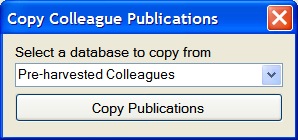 Copy Colleague Publications
Select a database to copy from
Pre-harvested Colleagues
Copy Publications